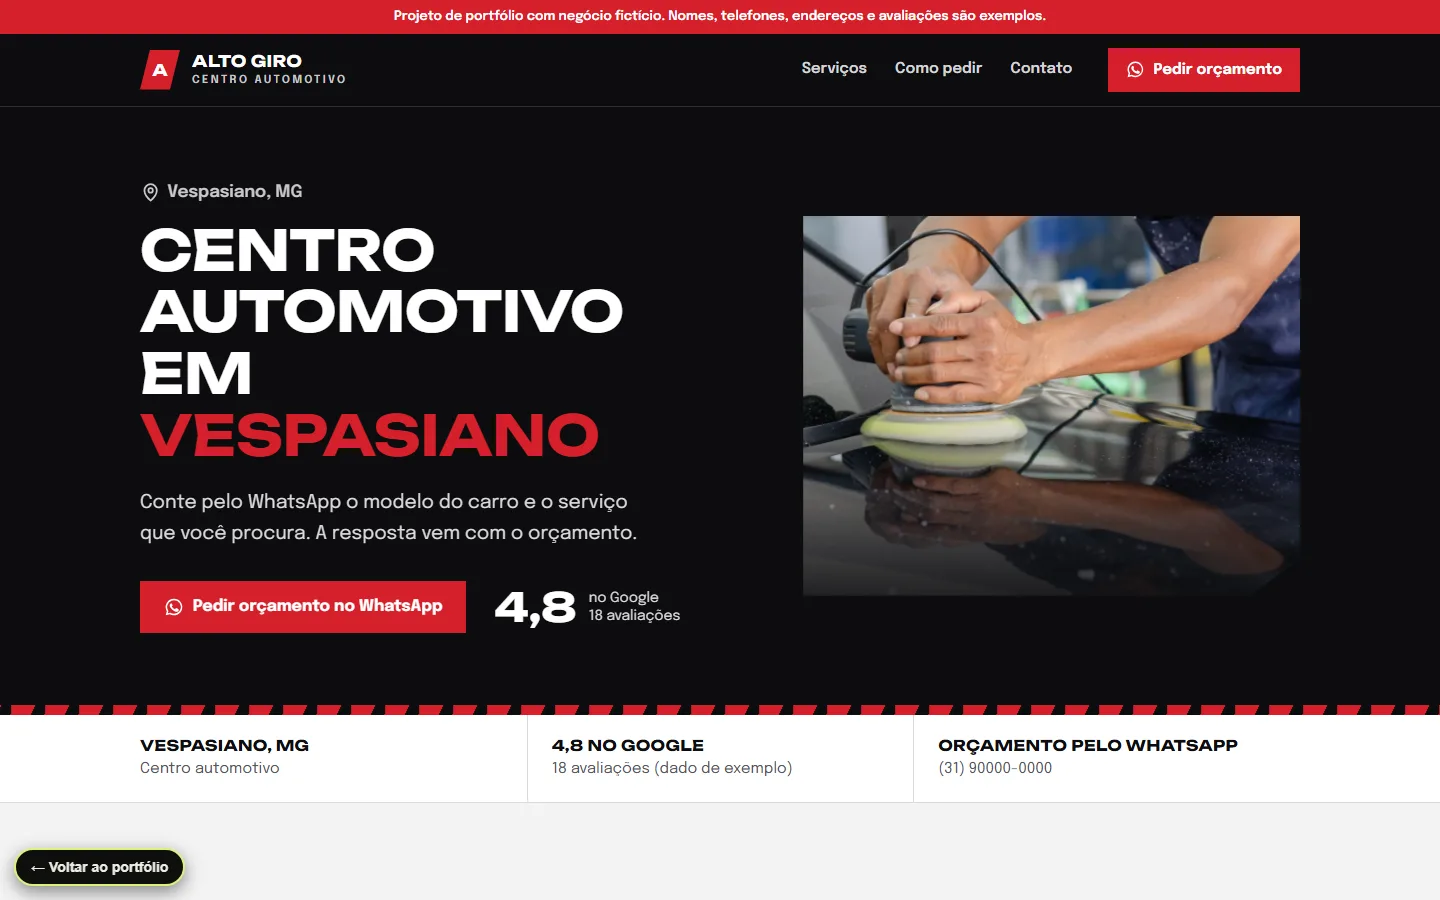 Projeto de portfólio com negócio fictício. Nomes, telefones, endereços e avaliações são exemplos.
A
ALTO GIRO
CENTRO AUTOMOTIVO
Serviços
Como pedir
Contato
Pedir orçamento
Vespasiano, MG
CENTRO
AUTOMOTIVO
EM
VESPASIANO
Conte pelo WhatsApp o modelo do carro e o serviço
que você procura. A resposta vem com o orçamento.
Pedir orçamento no WhatsApp
4,8
no Google
18 avaliações
VESPASIANO, MG
Centro automotivo
4,8 NO GOOGLE
18 avaliações (dado de exemplo)
ORÇAMENTO PELO WHATSAPP
(31) 90000-0000
← Voltar ao portfólio